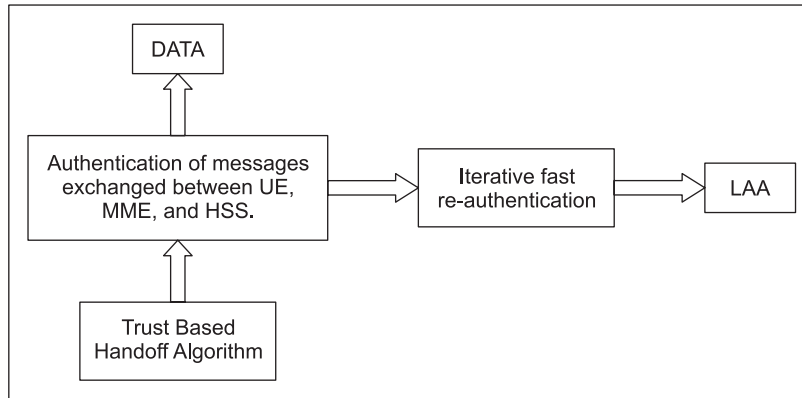 DATA
Authentication of messages
exchanged between UE,
MME, and HSS.
Iterative fast
re-authentication
LAA
Trust Based
Handoff Algorithm